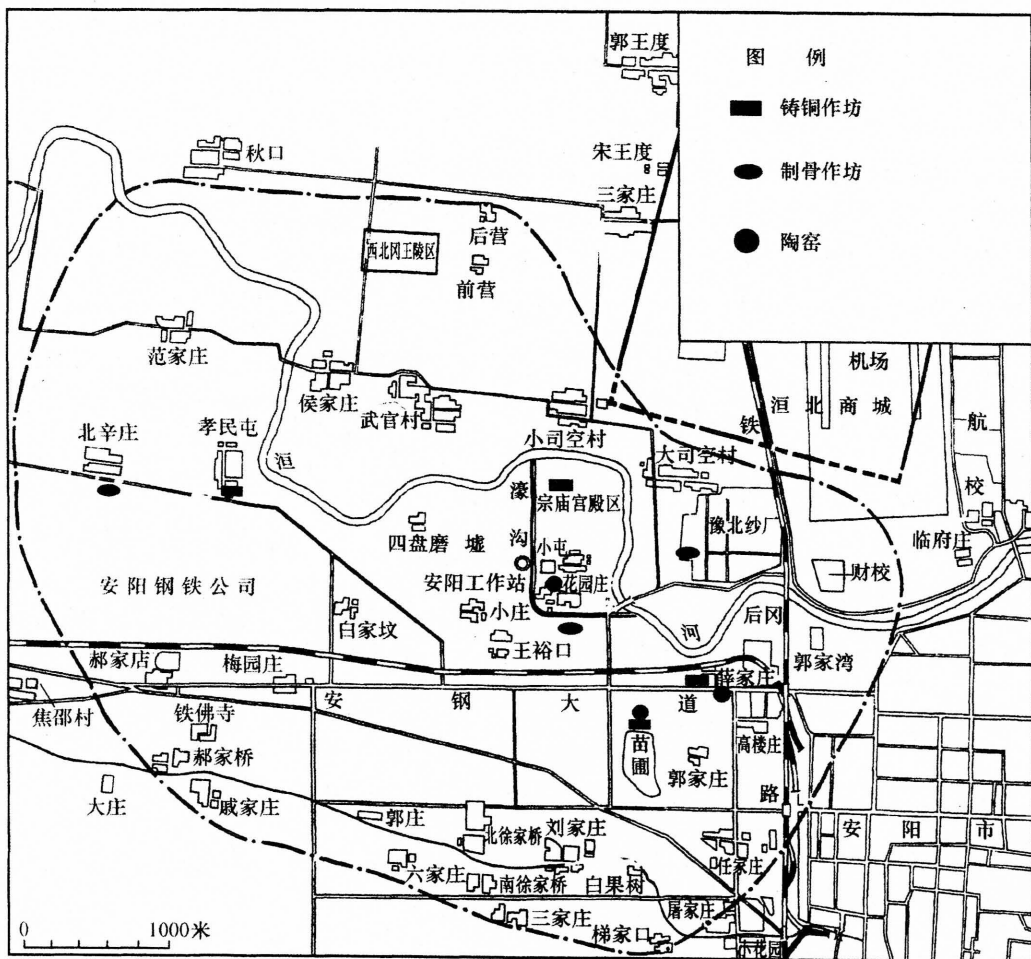 郭王度
图 例
铸铜作坊
制骨作坊
陶窑
秋口
宋王度
三家庄
后营
西北冈王陵区
前营
范家庄
侯家庄
武官村
小司空村
机场
洹北商城
铁
航
校
北辛庄
孝民屯
洹
大司空村
濠
沟
宗庙宫殿区
豫北纱厂
临府庄
四盘磨 墟
小屯
安阳工作站
花园庄
财校
安阳钢铁公司
白家坟
小庄
王裕口
河
后冈
郭家湾
郝家店
梅园庄
薛家庄
安 钢 大 道
焦邵村
铁佛寺
苗圃
高楼庄
郝家桥
郭家庄
大庄
戚家庄
路
郭庄
北徐家桥
刘家庄
安 阳 市
六家庄
南徐家桥
白果树
任家庄
三家庄
屠家庄
梯家口
小花园
0 1000米